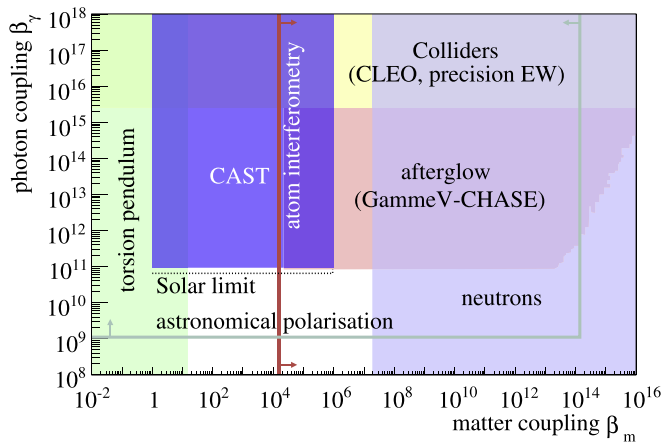 photon coupling βγ
10^18
10^17
10^16
10^15
10^14
10^13
10^12
10^11
10^10
10^9
10^8
torsion pendulum
CAST
atom interferometry
Colliders
(CLEO, precision EW)
afterglow
(GammeV-CHASE)
Solar limit
neutrons
astronomical polarisation
10^-2
1
10^2
10^4
10^6
10^8
10^10
10^12
10^14
10^16
matter coupling βm